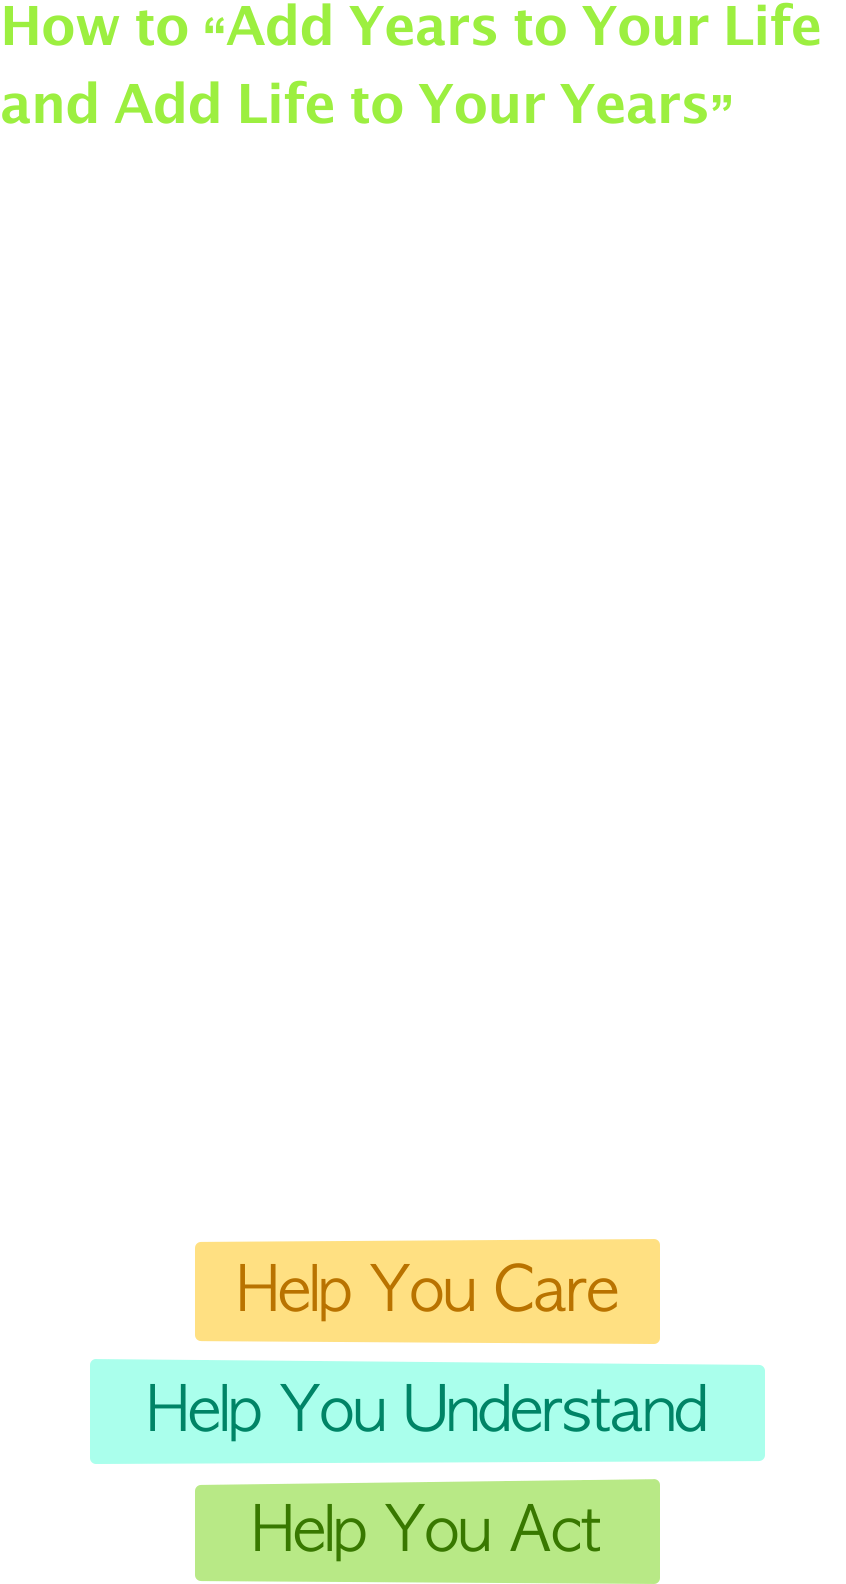 How to “Add Years to Your Life
and Add Life to Your Years”
Help You Care
Help You Understand
Help You Act